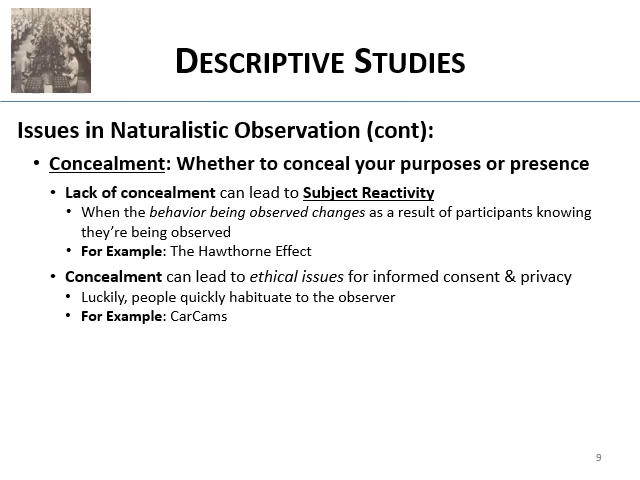 DESCRIPTIVE STUDIES
Issues in Naturalistic Observation (cont):
• Concealment: Whether to conceal your purposes or presence
• Lack of concealment can lead to Subject Reactivity
• When the behavior being observed changes as a result of participants knowing
they're being observed
• For Example: The Hawthorne Effect
• Concealment can lead to ethical issues for informed consent & privacy
• Luckily, people quickly habituate to the observer
• For Example: CarCams
9